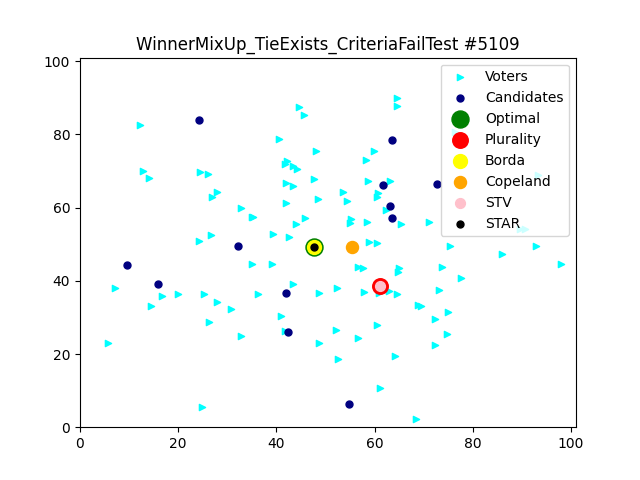 WinnerMixUp_TieExists_CriteriaFailTest #5109
100
80
60
40
20
0
0
20
40
60
80
100
Voters
Candidates
Optimal
Plurality
Borda
Copeland
STV
STAR